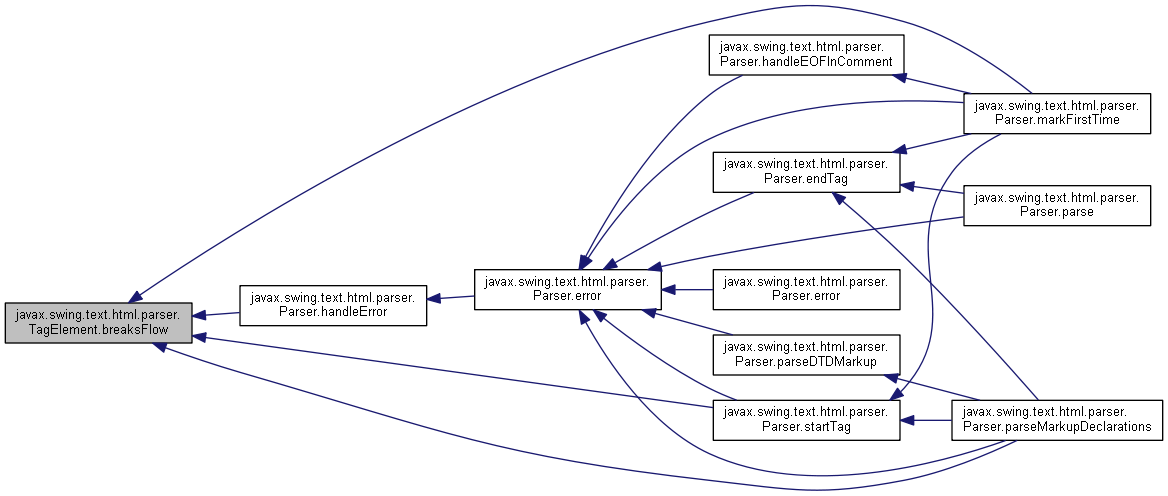 javax.swing.text.html.parser.
TagElement.breaksFlow
javax.swing.text.html.parser.
Parser.handleError
javax.swing.text.html.parser.
Parser.error
javax.swing.text.html.parser.
Parser.handleEOFInComment
javax.swing.text.html.parser.
Parser.endTag
javax.swing.text.html.parser.
Parser.error
javax.swing.text.html.parser.
Parser.parseDTDMarkup
javax.swing.text.html.parser.
Parser.startTag
javax.swing.text.html.parser.
Parser.markFirstTime
javax.swing.text.html.parser.
Parser.parse
javax.swing.text.html.parser.
Parser.parseMarkupDeclarations